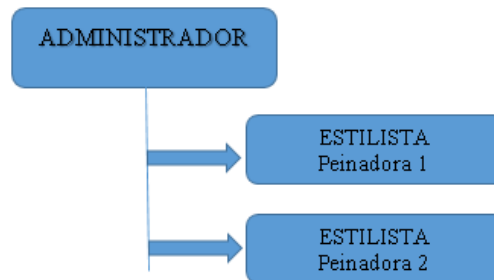 ADMINISTRADOR
ESTILISTA
Peinadora 1
ESTILISTA
Peinadora 2